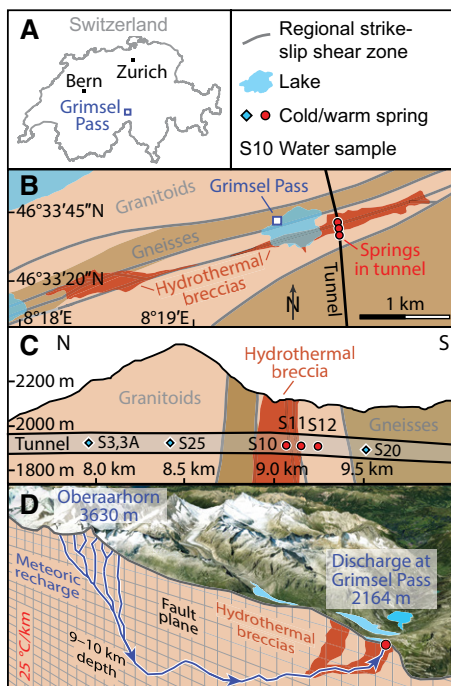 A
Switzerland
Zurich
Bern
Grimsel
Pass
Regional strike-
slip shear zone
Lake
Cold/warm spring
S10 Water sample
B
Grimsel Pass
46°33′45″N
Granitoids
Gneisses
Springs
in tunnel
46°33′20″N
Hydrothermal
breccias
N
Tunnel
1 km
8°18′E
8°19′E
C
N
S
2200 m
Hydrothermal
breccia
Granitoids
2000 m
S11
S12
Gneisses
Tunnel
S3,3A
S25
S10
S20
1800 m
8.0 km
8.5 km
9.0 km
9.5 km
D
Oberaarhorn
3630 m
Discharge at
Grimsel Pass
2164 m
Meteoric
recharge
Fault
plane
Hydrothermal
breccias
9–10 km
depth
25 °C/km